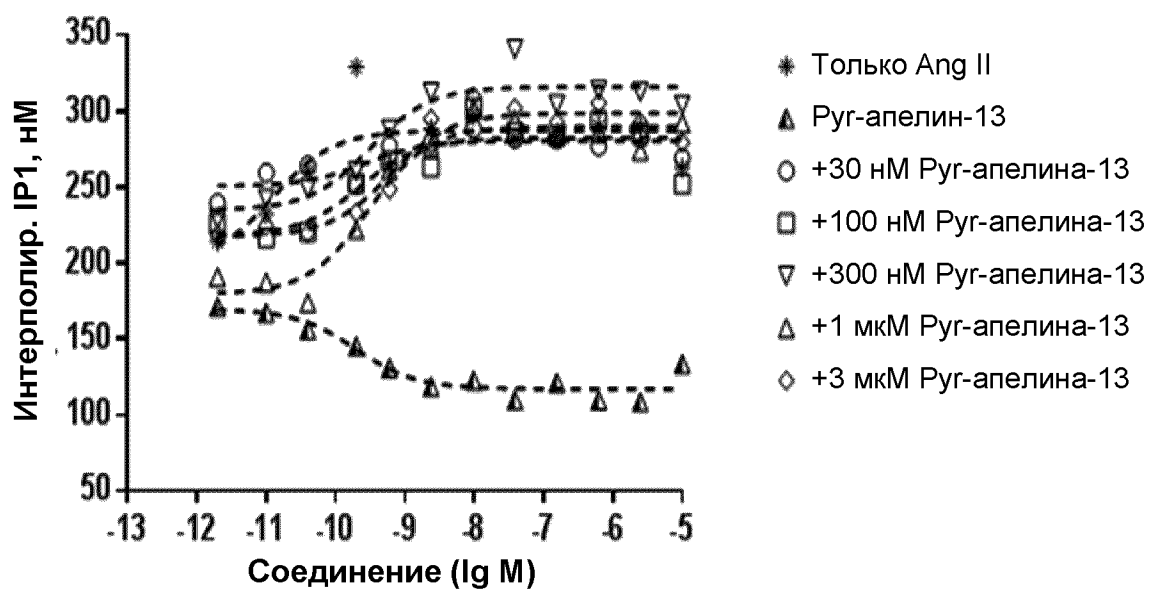 350
300
250
200
150
100
50
Интерполир. IP1, нМ
-13 -12 -11 -10 -9 -8 -7 -6 -5
Соединение (lg M)
Только Ang II
Pyr-апелин-13
+30 нМ Pyr-апелина-13
+100 нМ Pyr-апелина-13
+300 нМ Pyr-апелина-13
+1 мкМ Pyr-апелина-13
+3 мкМ Pyr-апелина-13